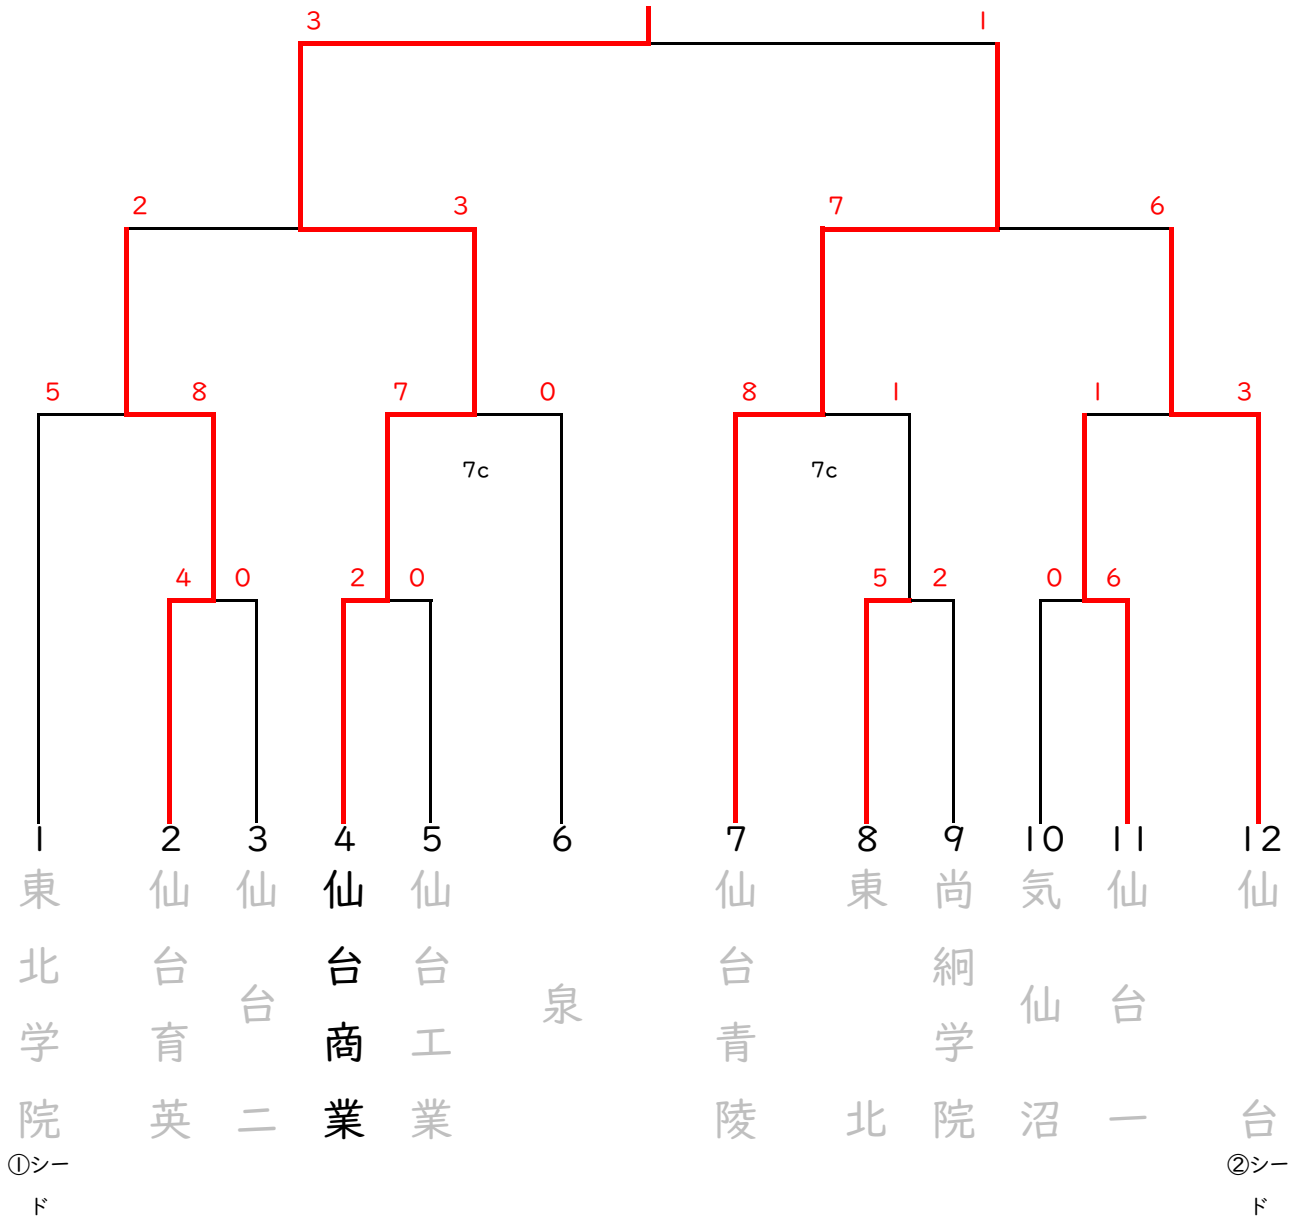 3 1
2 3 7 6
5 8 7 0 8 1 1 3
7c 7c
4 0 2 0 5 2 0 6
1 2 3 4 5 6 7 8 9 10 11 12
東北学院
仙台育英
仙台二
仙台商業
仙台工業
泉
仙台青陵
東北
尚絅学院
気仙沼
仙台一
仙台
①シード
②シード